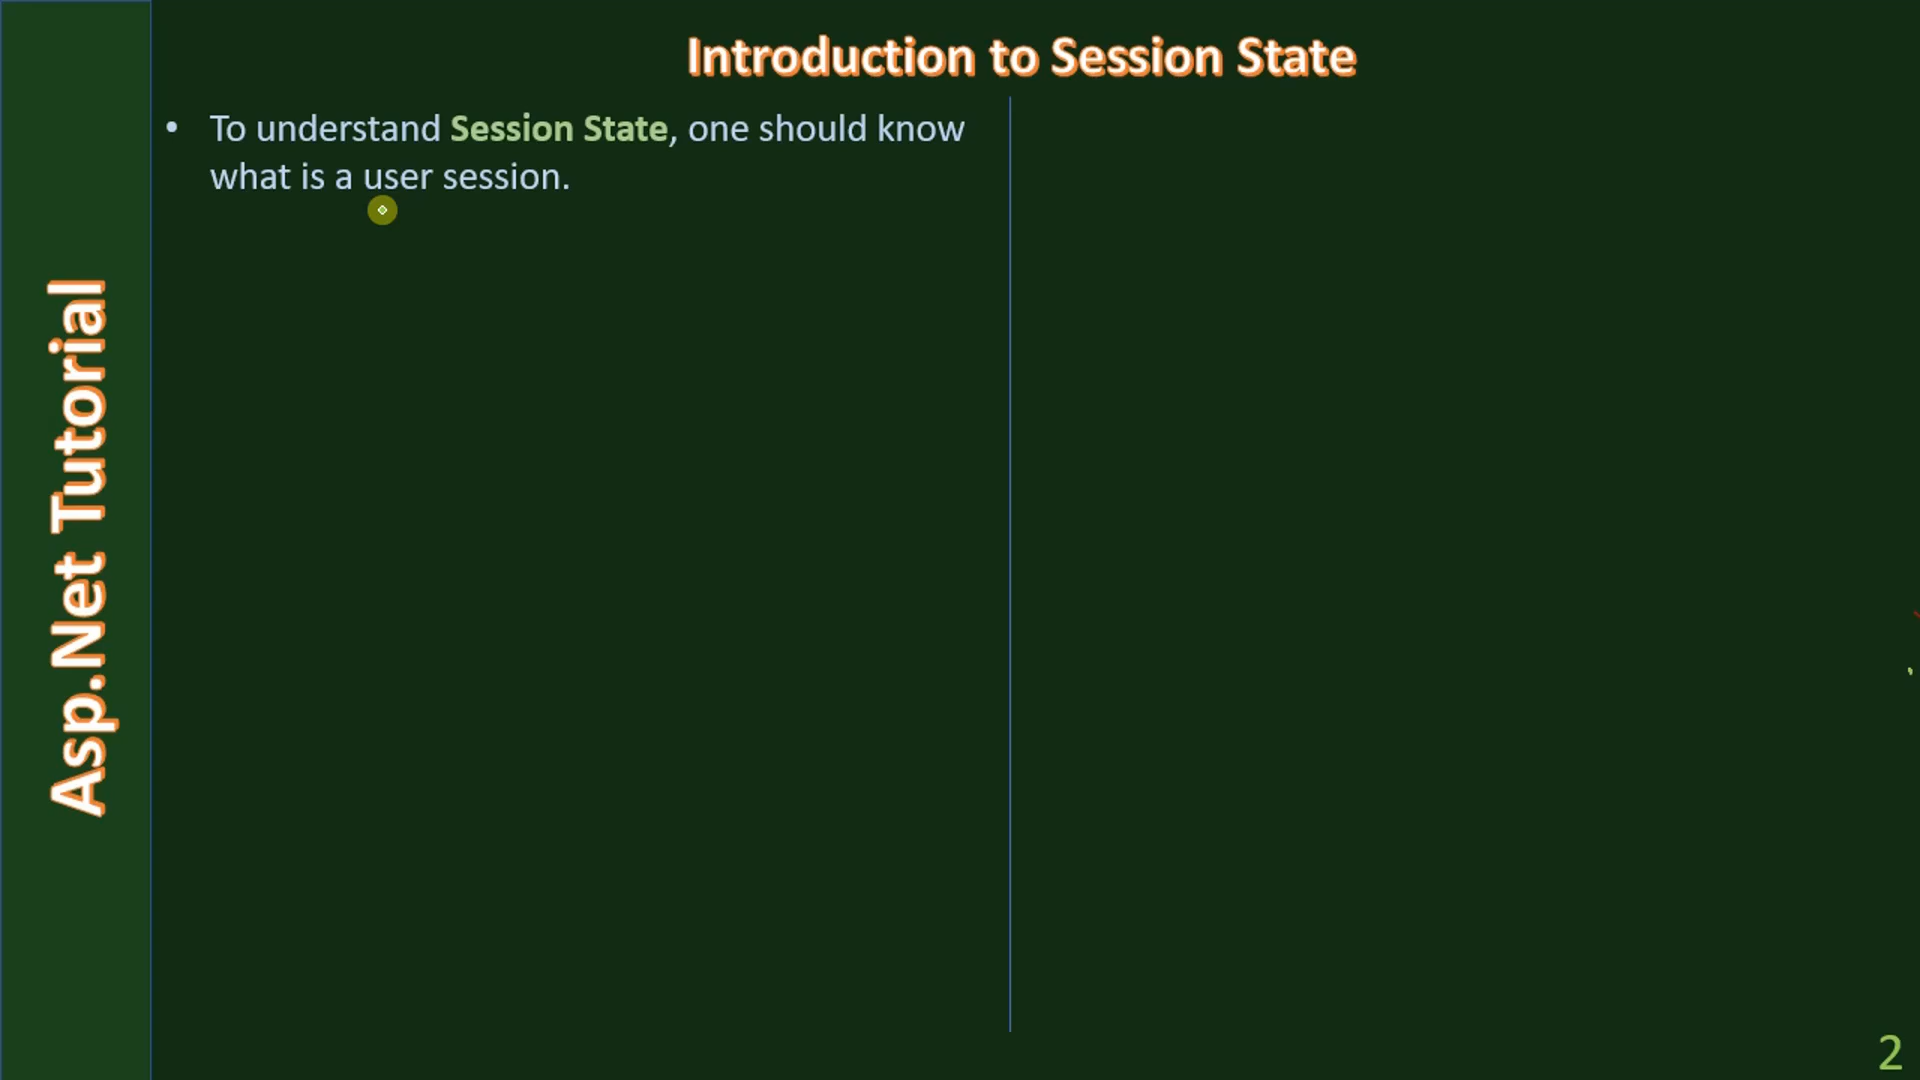 Introduction to Session State
• To understand Session State, one should know
what is a user session.
Asp.Net Tutorial
2